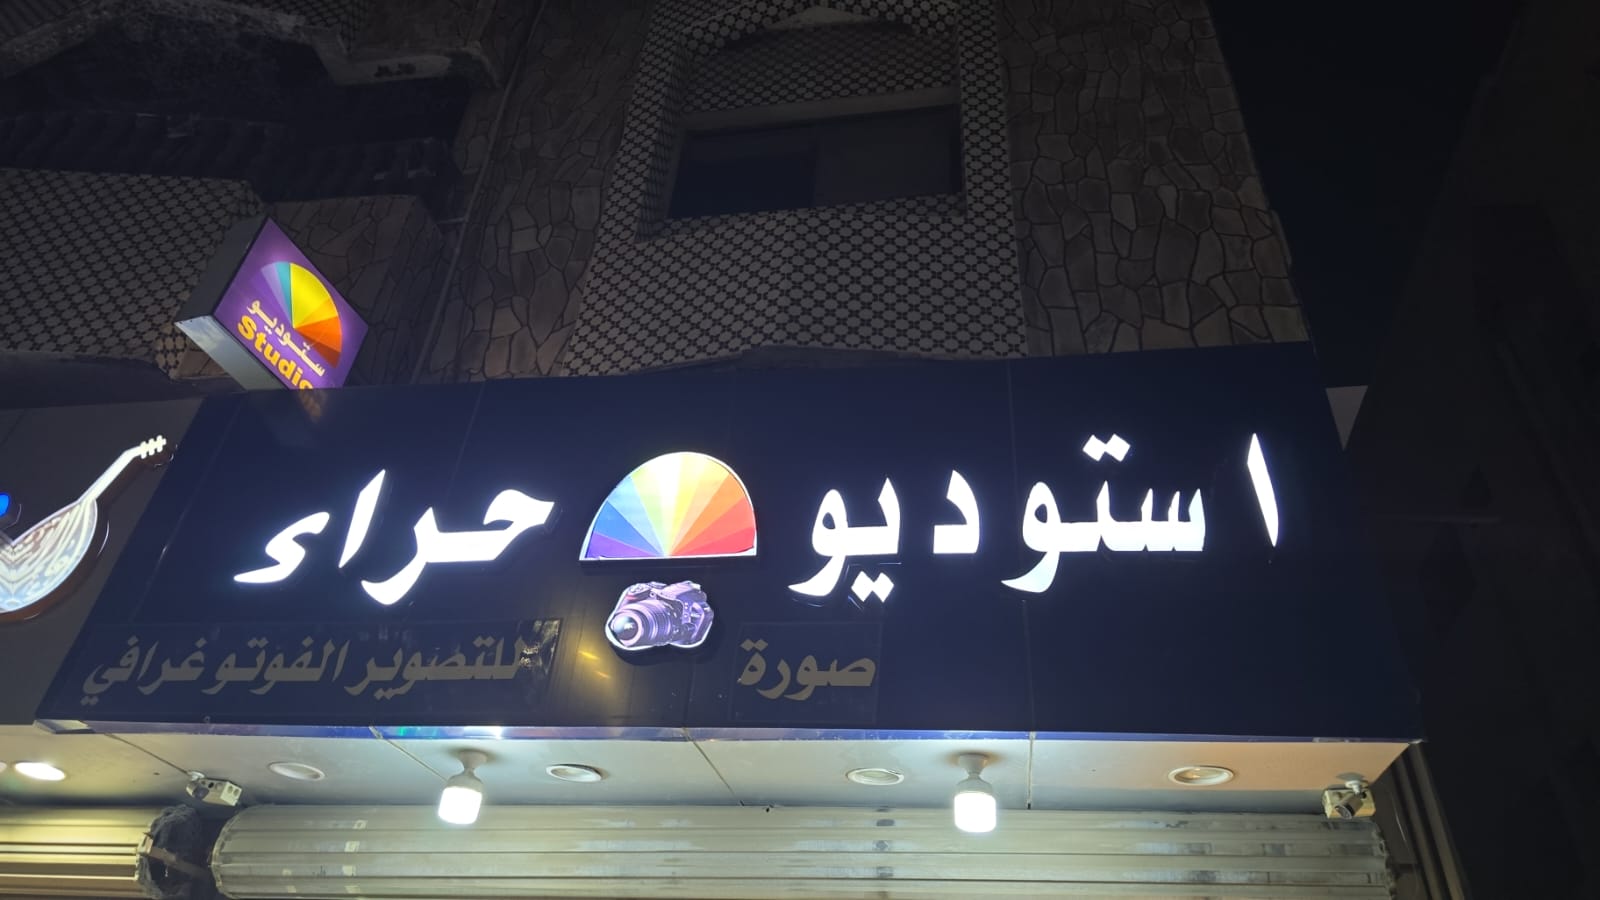 ستوديو
Studio
استوديو حراء
صورة للتصوير الفوتوغرافي